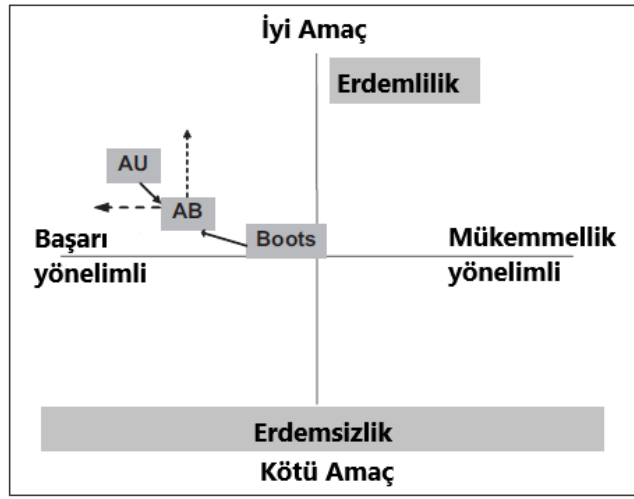 İyi Amaç
Erdemlilik
AU
AB
Boots
Başarı
yönelimli
Mükemmellik
yönelimli
Erdemsizlik
Kötü Amaç